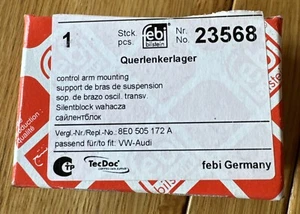 1
Stck.
pcs.
febi
bilstein
Nr.
No.
23568
Querlenkerlager
control arm mounting
support de bras de suspension
sop. de brazo oscil. transv.
Silentblock wahacza
сайлентблок
Vergl.-Nr./Repl.-No.: 8E0 505 172 A
passend für/to fit: VW-Audi
CTP
TecDoc
febi Germany